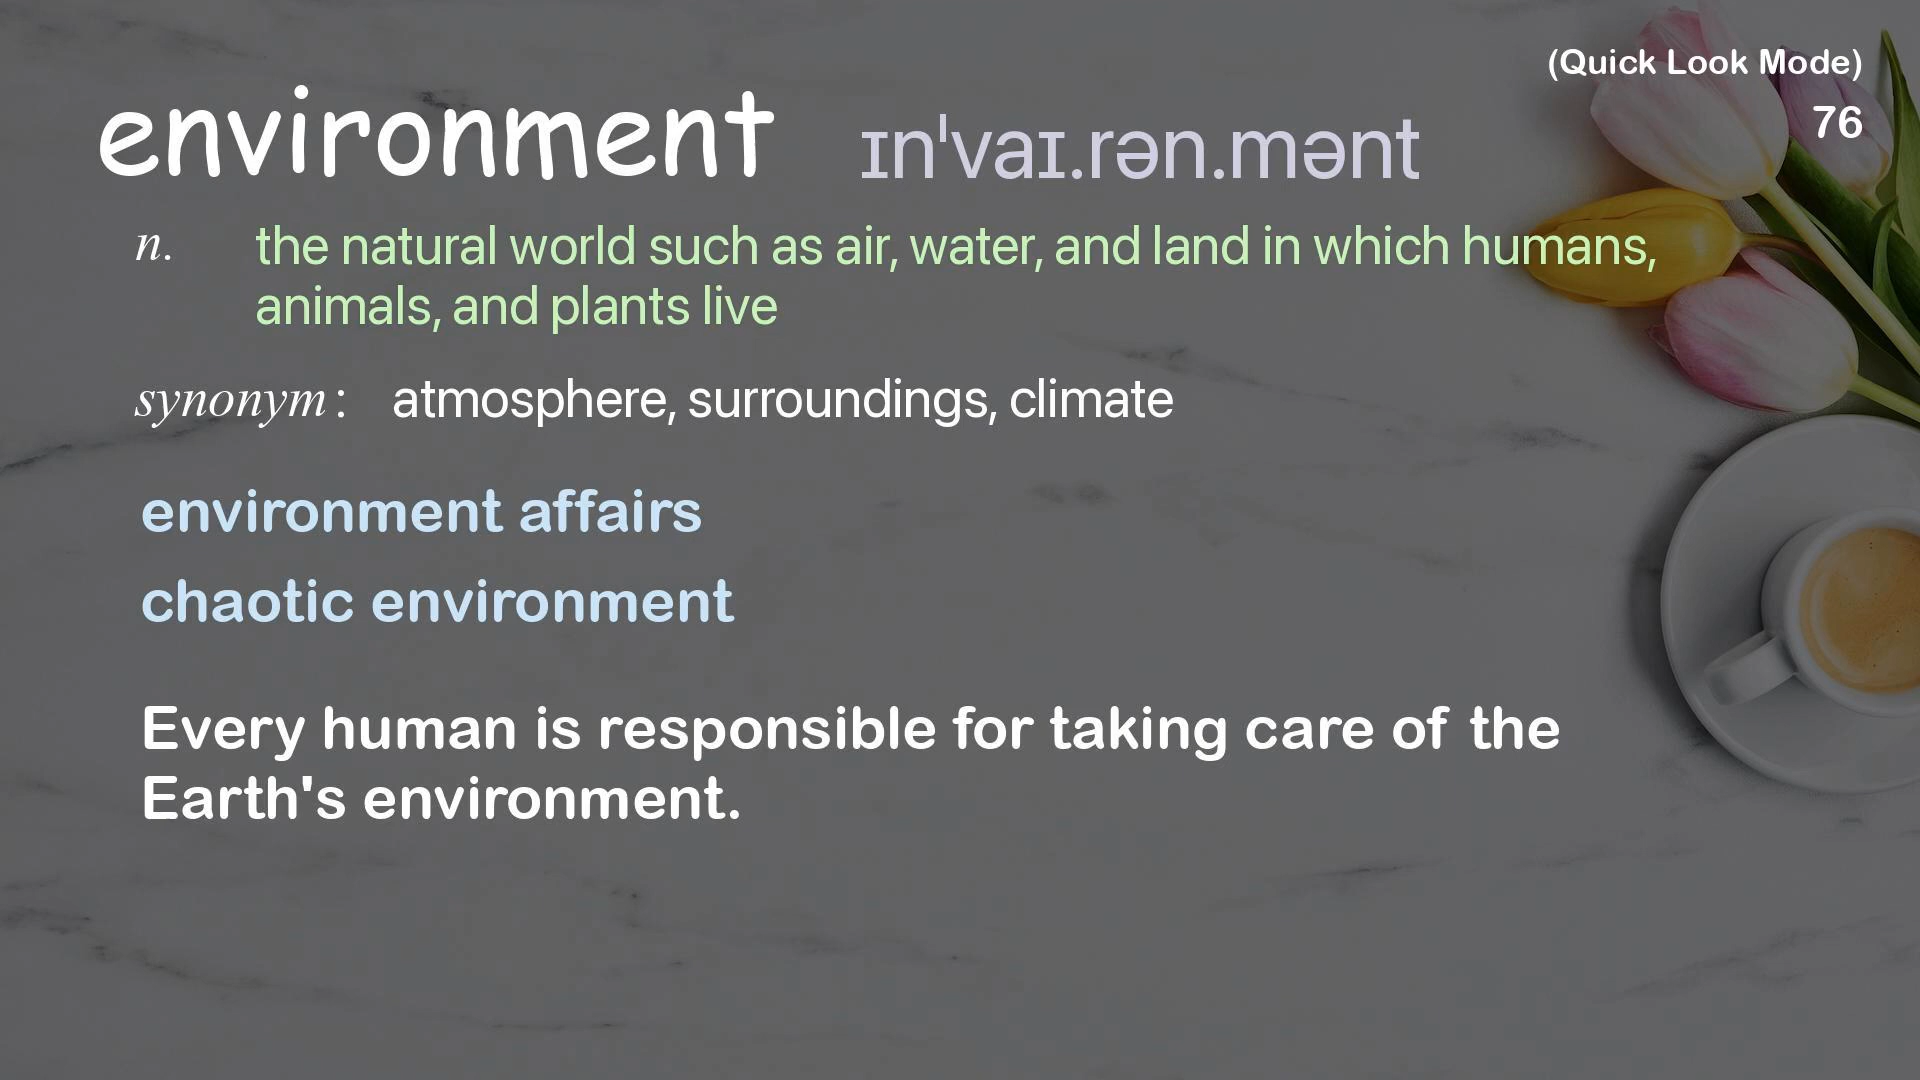 (Quick Look Mode)
76
environment ɪnˈvaɪ.rən.mənt
n. the natural world such as air, water, and land in which humans,
animals, and plants live
synonym: atmosphere, surroundings, climate
environment affairs
chaotic environment
Every human is responsible for taking care of the
Earth's environment.